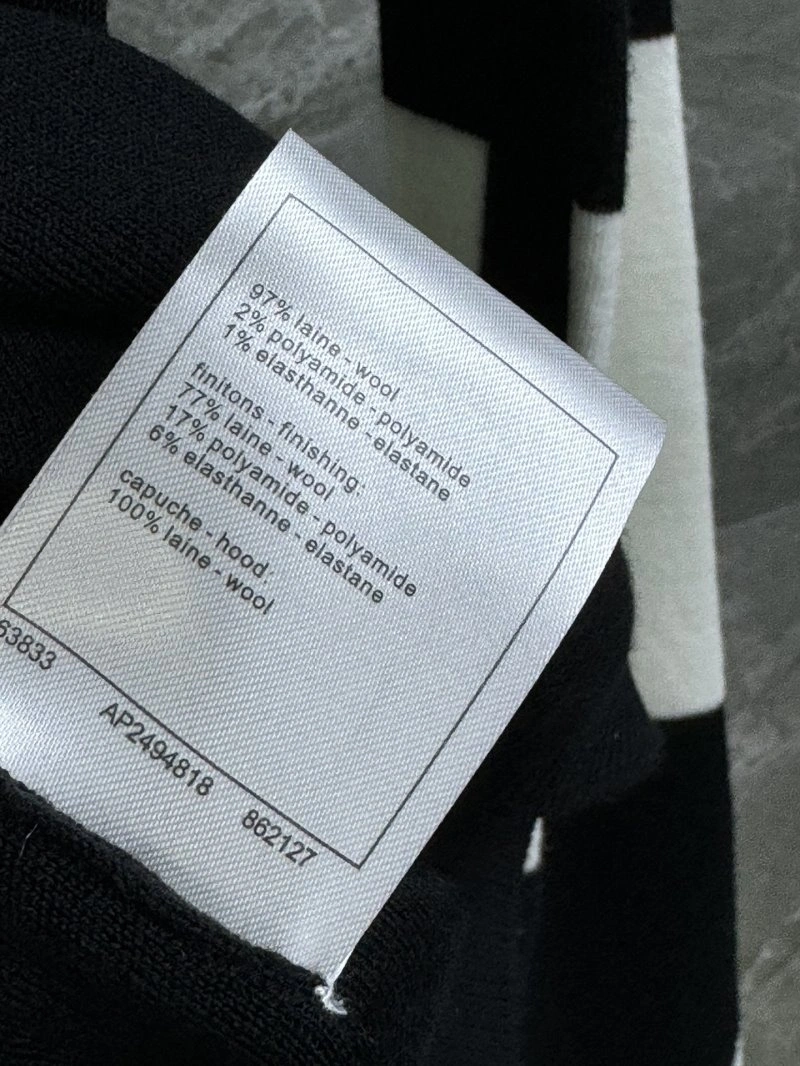 97% laine - wool
2% polyamide - polyamide
1% elasthanne - elastane
finitons - finishing:
77% laine - wool
17% polyamide - polyamide
6% elasthanne - elastane
capuche - hood:
100% laine - wool
63833 AP2494818 862127